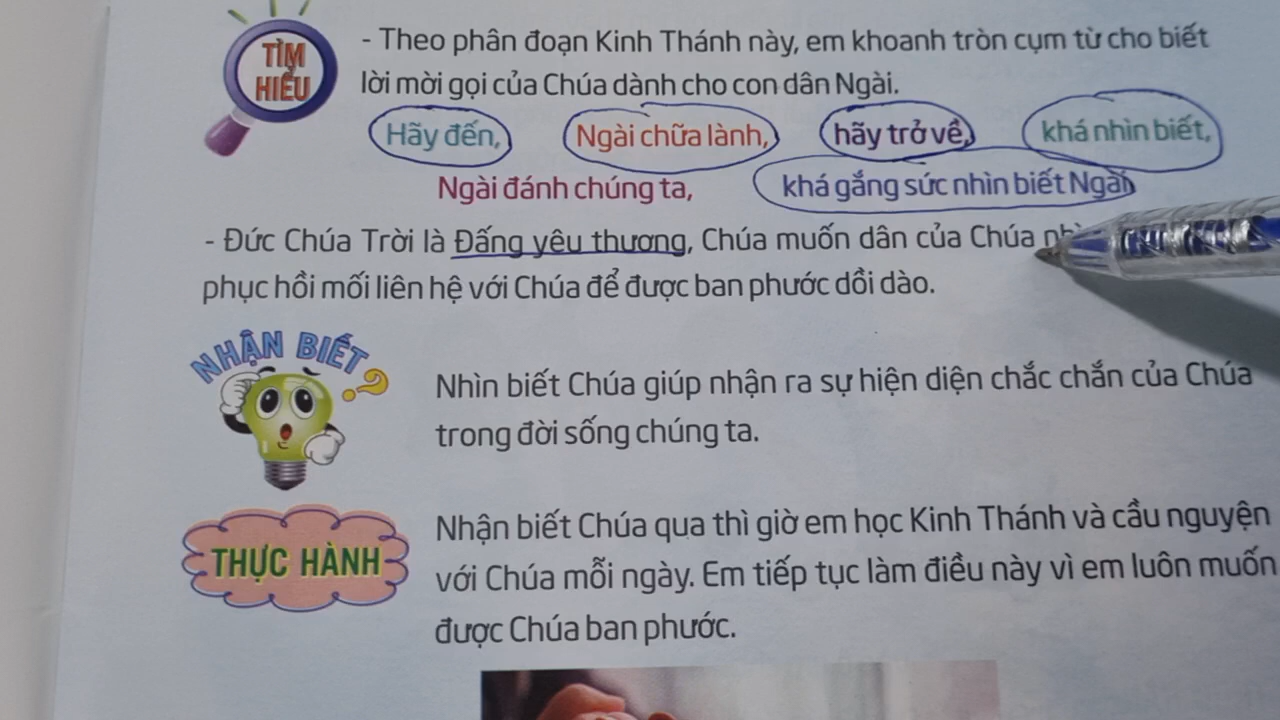 TÌM
HIỂU
- Theo phân đoạn Kinh Thánh này, em khoanh tròn cụm từ cho biết
lời mời gọi của Chúa dành cho con dân Ngài.
Hãy đến, Ngài chữa lành, hãy trở về, khá nhìn biết,
Ngài đánh chúng ta, khá gắng sức nhìn biết Ngài
- Đức Chúa Trời là Đấng yêu thương, Chúa muốn dân của Chúa
phục hồi mối liên hệ với Chúa để được ban phước dồi dào.
NHẬN BIẾT?
Nhìn biết Chúa giúp nhận ra sự hiện diện chắc chắn của Chúa
trong đời sống chúng ta.
THỰC HÀNH
Nhận biết Chúa qua thì giờ em học Kinh Thánh và cầu nguyện
với Chúa mỗi ngày. Em tiếp tục làm điều này vì em luôn muốn
được Chúa ban phước.